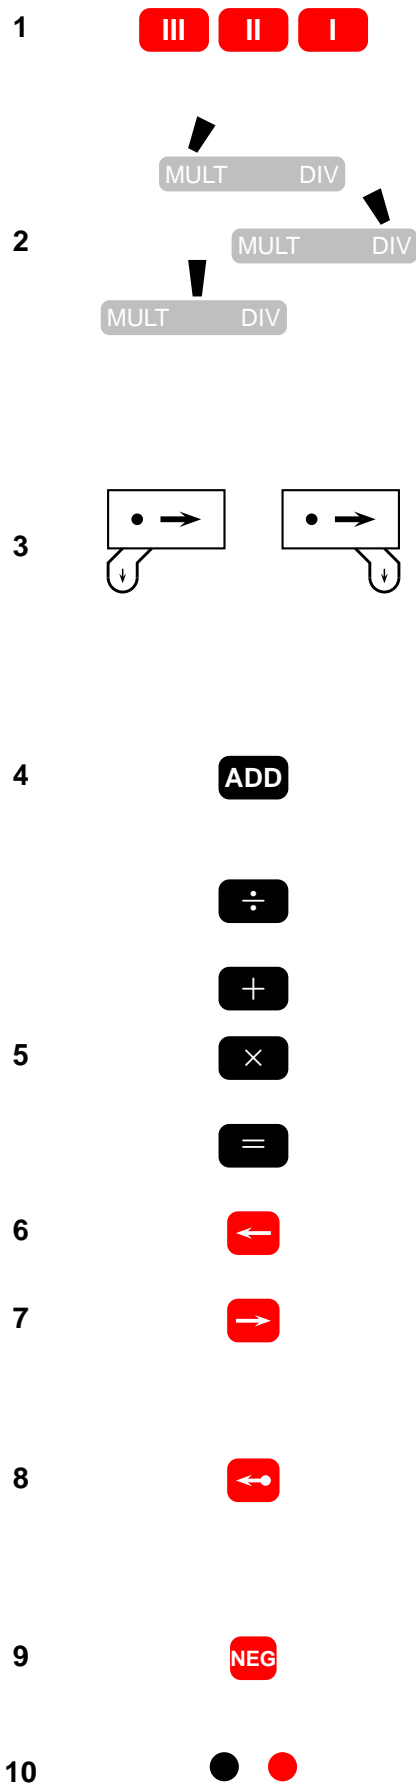 1 III II I
MULT DIV
2 MULT DIV
MULT DIV
3
4 ADD
÷
+
5 ×
=
6 ←
7 →
8 ←
9 NEG
10